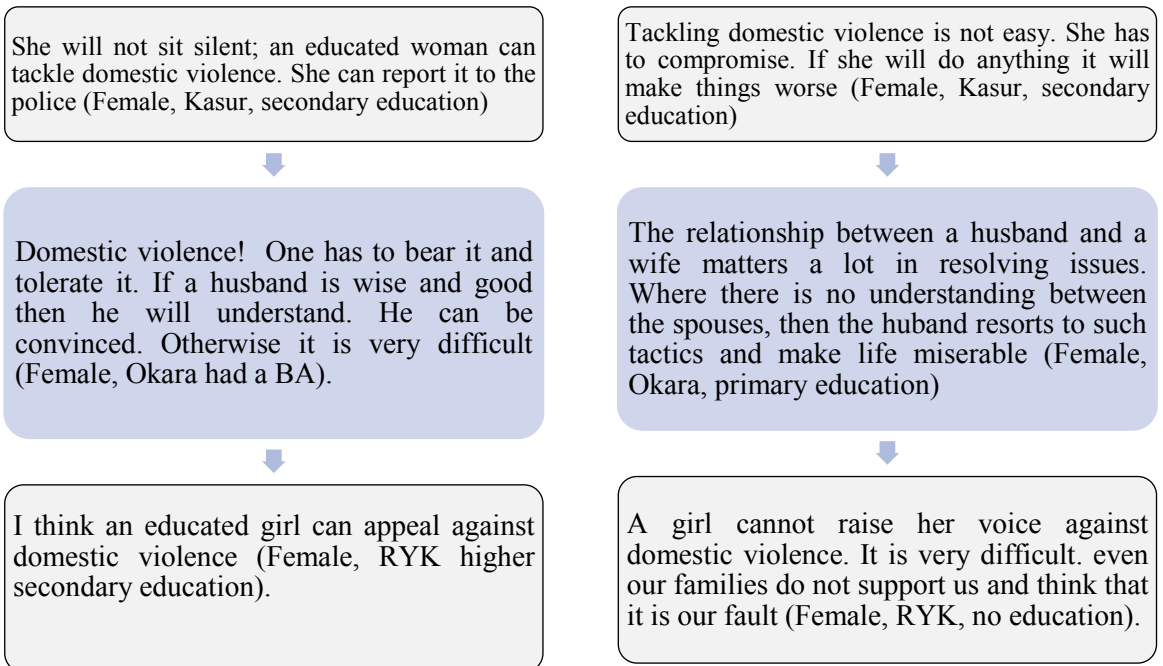 She will not sit silent; an educated woman can
tackle domestic violence. She can report it to the
police (Female, Kasur, secondary education)
Domestic violence! One has to bear it and
tolerate it. If a husband is wise and good
then he will understand. He can be
convinced. Otherwise it is very difficult
(Female, Okara had a BA).
I think an educated girl can appeal against
domestic violence (Female, RYK higher
secondary education).
Tackling domestic violence is not easy. She has
to compromise. If she will do anything it will
make things worse (Female, Kasur, secondary
education)
The relationship between a husband and a
wife matters a lot in resolving issues.
Where there is no understanding between
the spouses, then the huband resorts to such
tactics and make life miserable (Female,
Okara, primary education)
A girl cannot raise her voice against
domestic violence. It is very difficult. even
our families do not support us and think that
it is our fault (Female, RYK, no education).